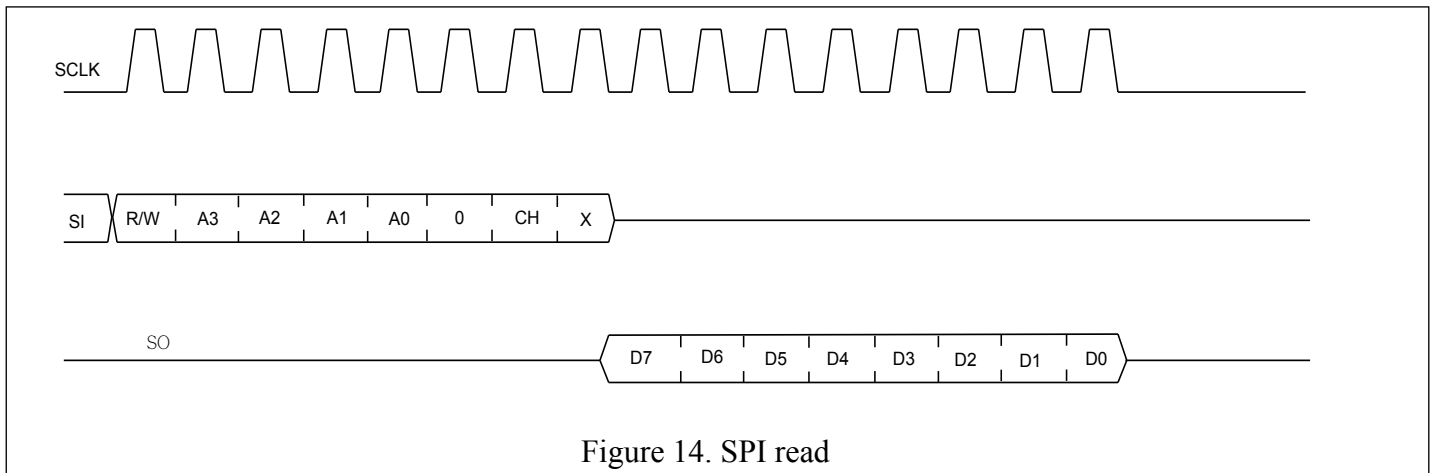 SCLK
SI R/W A3 A2 A1 A0 0 CH X
SO
D7 D6 D5 D4 D3 D2 D1 D0
Figure 14. SPI read